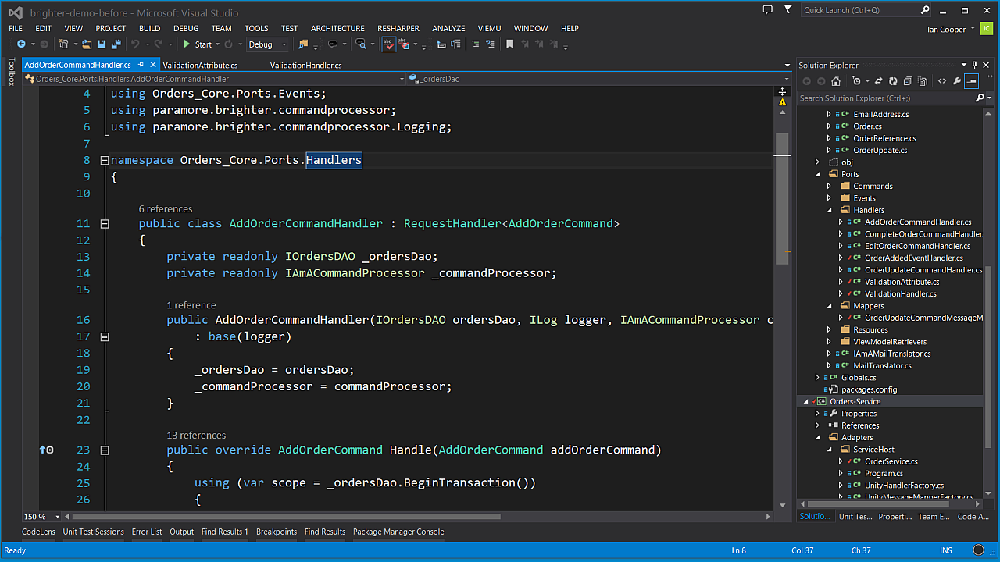 brighter-demo-before - Microsoft Visual Studio
Quick Launch (Ctrl+Q)
FILE EDIT VIEW PROJECT BUILD DEBUG TEAM TOOLS TEST ARCHITECTURE RESHARPER ANALYZE VIEMU WINDOW HELP
Ian Cooper IC
Start Debug
Toolbox
AddOrderCommandHandler.cs ValidationAttribute.cs ValidationHandler.cs
Orders_Core.Ports.Handlers.AddOrderCommandHandler _ordersDao
4 using Orders_Core.Ports.Events;
5 using paramore.brighter.commandprocessor;
6 using paramore.brighter.commandprocessor.Logging;
7
8 namespace Orders_Core.Ports.Handlers
9 {
10
6 references
11 public class AddOrderCommandHandler : RequestHandler<AddOrderCommand>
12 {
13 private readonly IOrdersDAO _ordersDao;
14 private readonly IAmACommandProcessor _commandProcessor;
15
1 reference
16 public AddOrderCommandHandler(IOrdersDAO ordersDao, ILog logger, IAmACommandProcessor c
17 : base(logger)
18 {
19 _ordersDao = ordersDao;
20 _commandProcessor = commandProcessor;
21 }
22
13 references
23 public override AddOrderCommand Handle(AddOrderCommand addOrderCommand)
24 {
25 using (var scope = _ordersDao.BeginTransaction())
26 {
150 %
Solution Explorer
Search Solution Explorer (Ctrl+;)
C# EmailAddress.cs
C# Order.cs
C# OrderReference.cs
C# OrderUpdate.cs
obj
Ports
Commands
Events
Handlers
C# AddOrderCommandHandler.cs
C# CompleteOrderCommandHandler
C# EditOrderCommandHandler.cs
C# OrderAddedEventHandler.cs
C# OrderUpdateCommandHandler.cs
C# ValidationAttribute.cs
C# ValidationHandler.cs
Mappers
C# OrderUpdateCommandMessageM
Resources
ViewModelRetrievers
C# IAmAMailTranslator.cs
C# MailTranslator.cs
C# Globals.cs
packages.config
C# Orders-Service
Properties
References
Adapters
ServiceHost
C# OrderService.cs
C# Program.cs
C# UnityHandlerFactory.cs
C# UnityMessageMapperFactory.cs
Solutio... Unit Tes... Properti... Team E... Code A...
CodeLens Unit Test Sessions Error List Output Find Results 1 Breakpoints Find Results Package Manager Console
Ready Ln 8 Col 37 Ch 37 INS